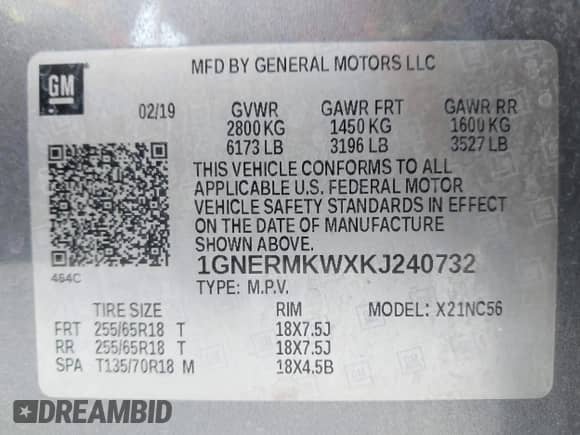 GM
MFD BY GENERAL MOTORS LLC
02/19 GVWR GAWR FRT GAWR RR
2800 KG 1450 KG 1600 KG
6173 LB 3196 LB 3527 LB
THIS VEHICLE CONFORMS TO ALL
APPLICABLE U.S. FEDERAL MOTOR
VEHICLE SAFETY STANDARDS IN EFFECT
ON THE DATE OF MANUFACTURE
SHOWN ABOVE.
464C
1GNERMKWXKJ240732
TYPE: M.P.V.
TIRE SIZE RIM MODEL: X21NC56
FRT 255/65R18 T 18X7.5J
RR 255/65R18 T 18X7.5J
SPA T135/70R18 M 18X4.5B
DREAMBID